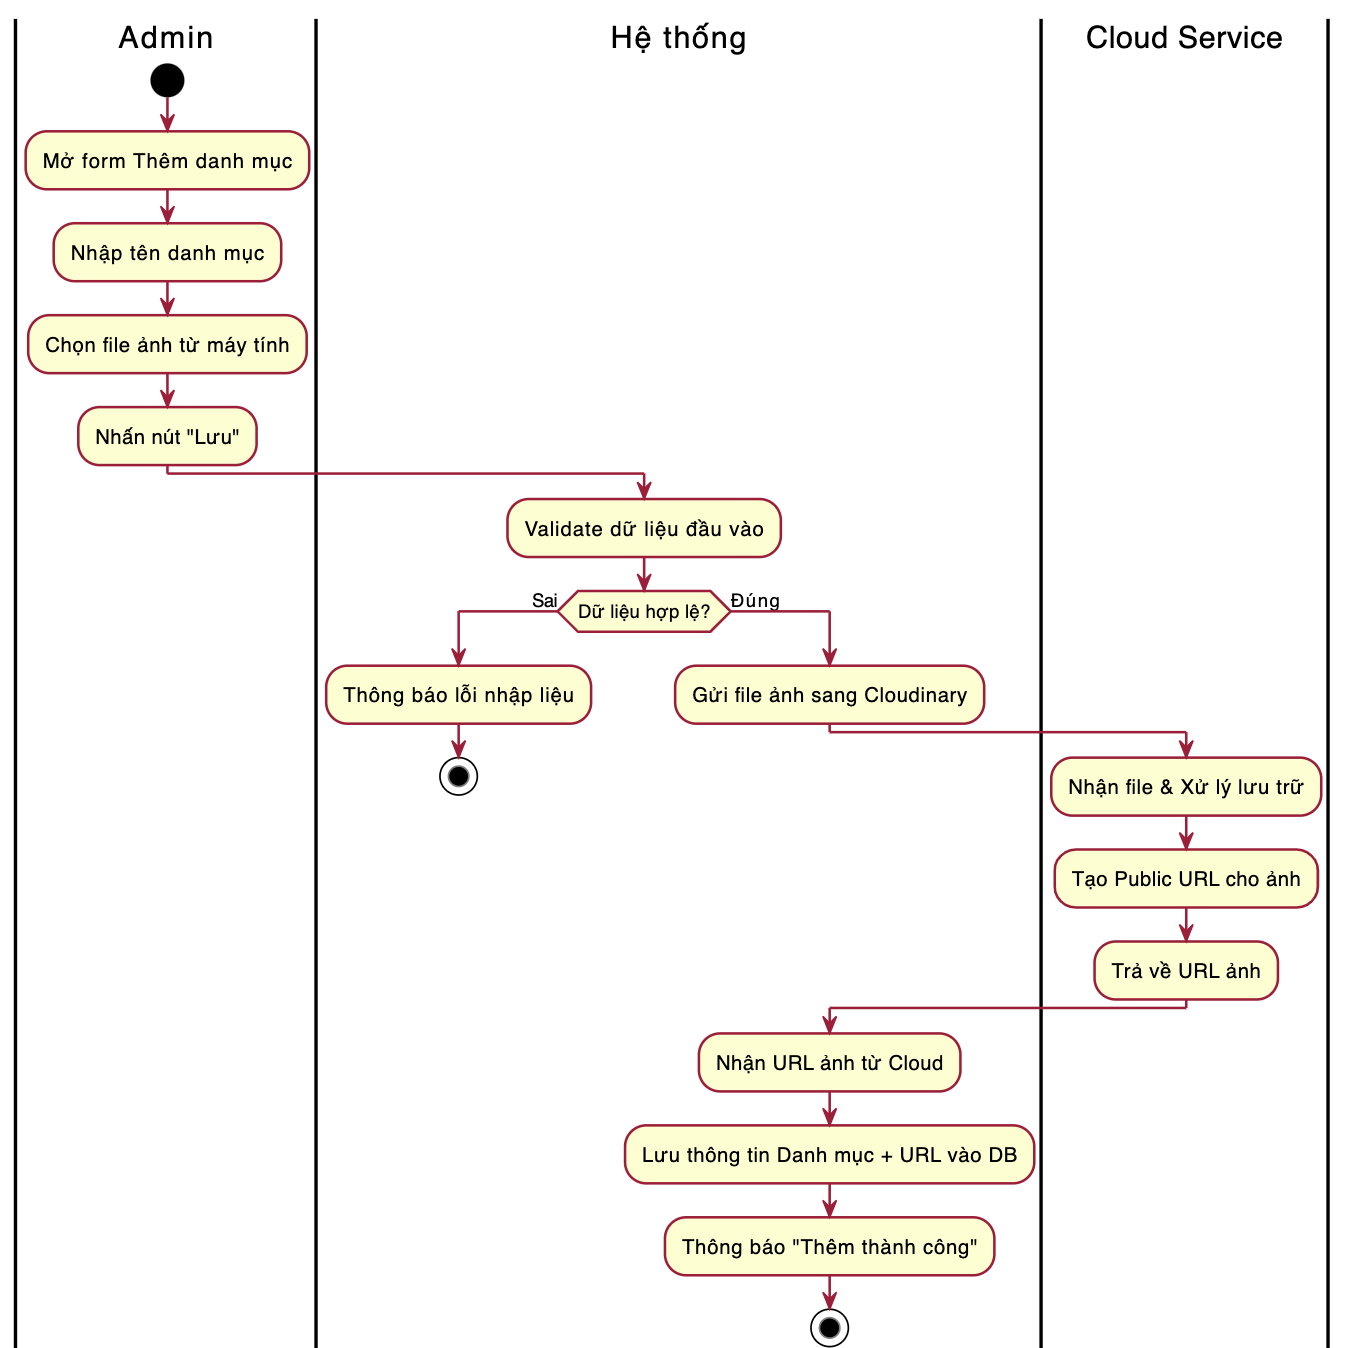 Admin
Hệ thống
Cloud Service
Mở form Thêm danh mục
Nhập tên danh mục
Chọn file ảnh từ máy tính
Nhấn nút "Lưu"
Validate dữ liệu đầu vào
Sai
Dữ liệu hợp lệ?
Đúng
Thông báo lỗi nhập liệu
Gửi file ảnh sang Cloudinary
Nhận file & Xử lý lưu trữ
Tạo Public URL cho ảnh
Trả về URL ảnh
Nhận URL ảnh từ Cloud
Lưu thông tin Danh mục + URL vào DB
Thông báo "Thêm thành công"